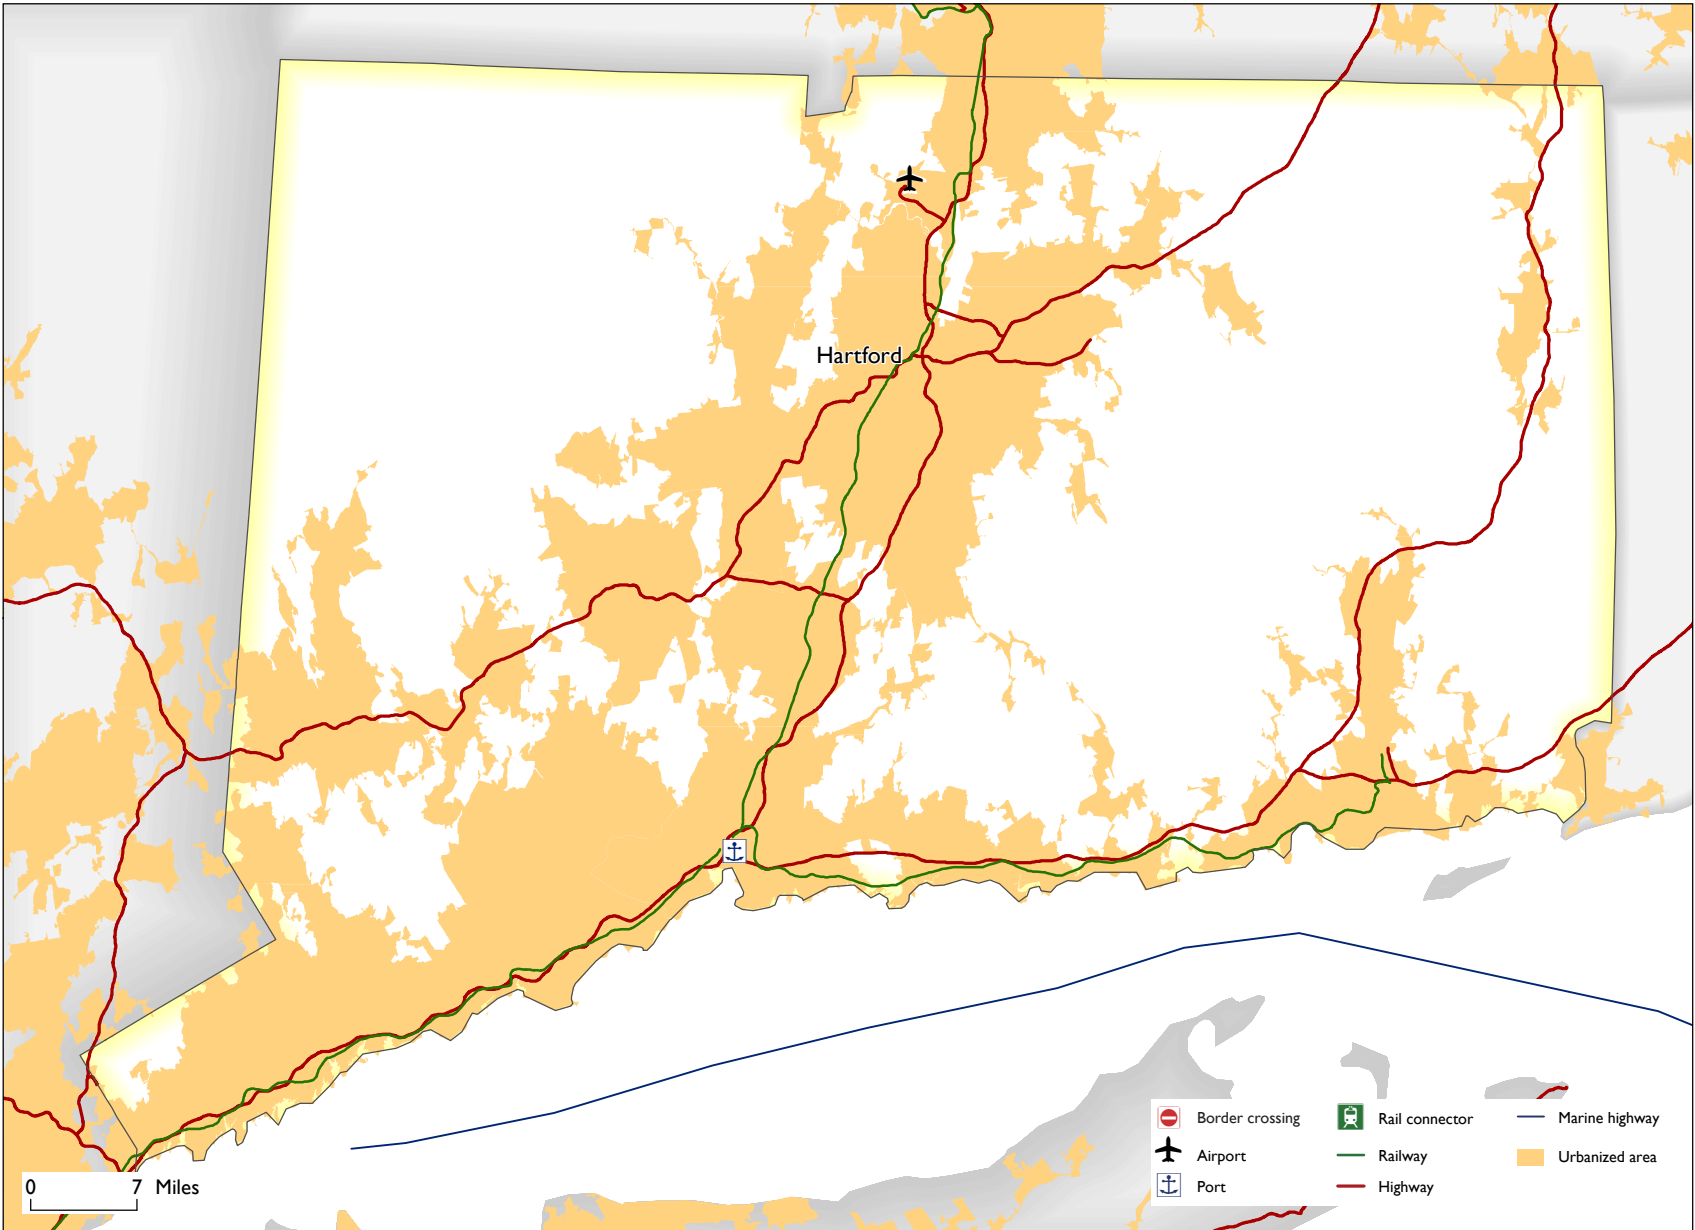 Hartford
Border crossing
Rail connector
Marine highway
Airport
Railway
Urbanized area
Port
Highway
0 7 Miles